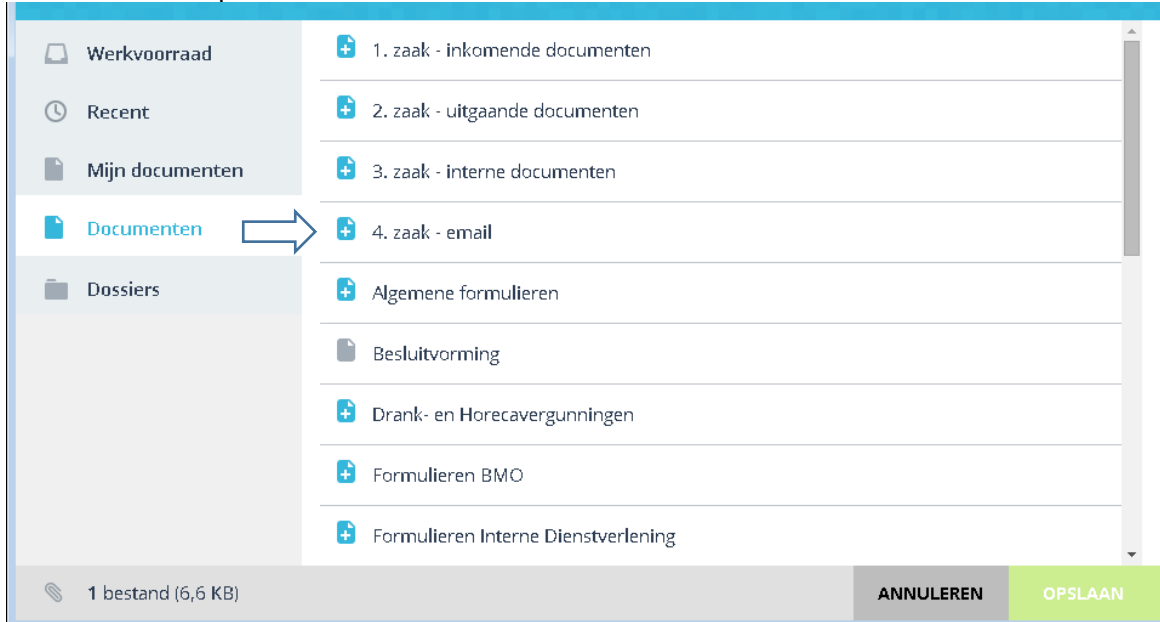 Werkvoorraad
Recent
Mijn documenten
Documenten
Dossiers
1. zaak - inkomende documenten
2. zaak - uitgaande documenten
3. zaak - interne documenten
4. zaak - email
Algemene formulieren
Besluitvorming
Drank- en Horecavergunningen
Formulieren BMO
Formulieren Interne Dienstverlening
1 bestand (6,6 KB)
ANNULEREN
OPSLAAN